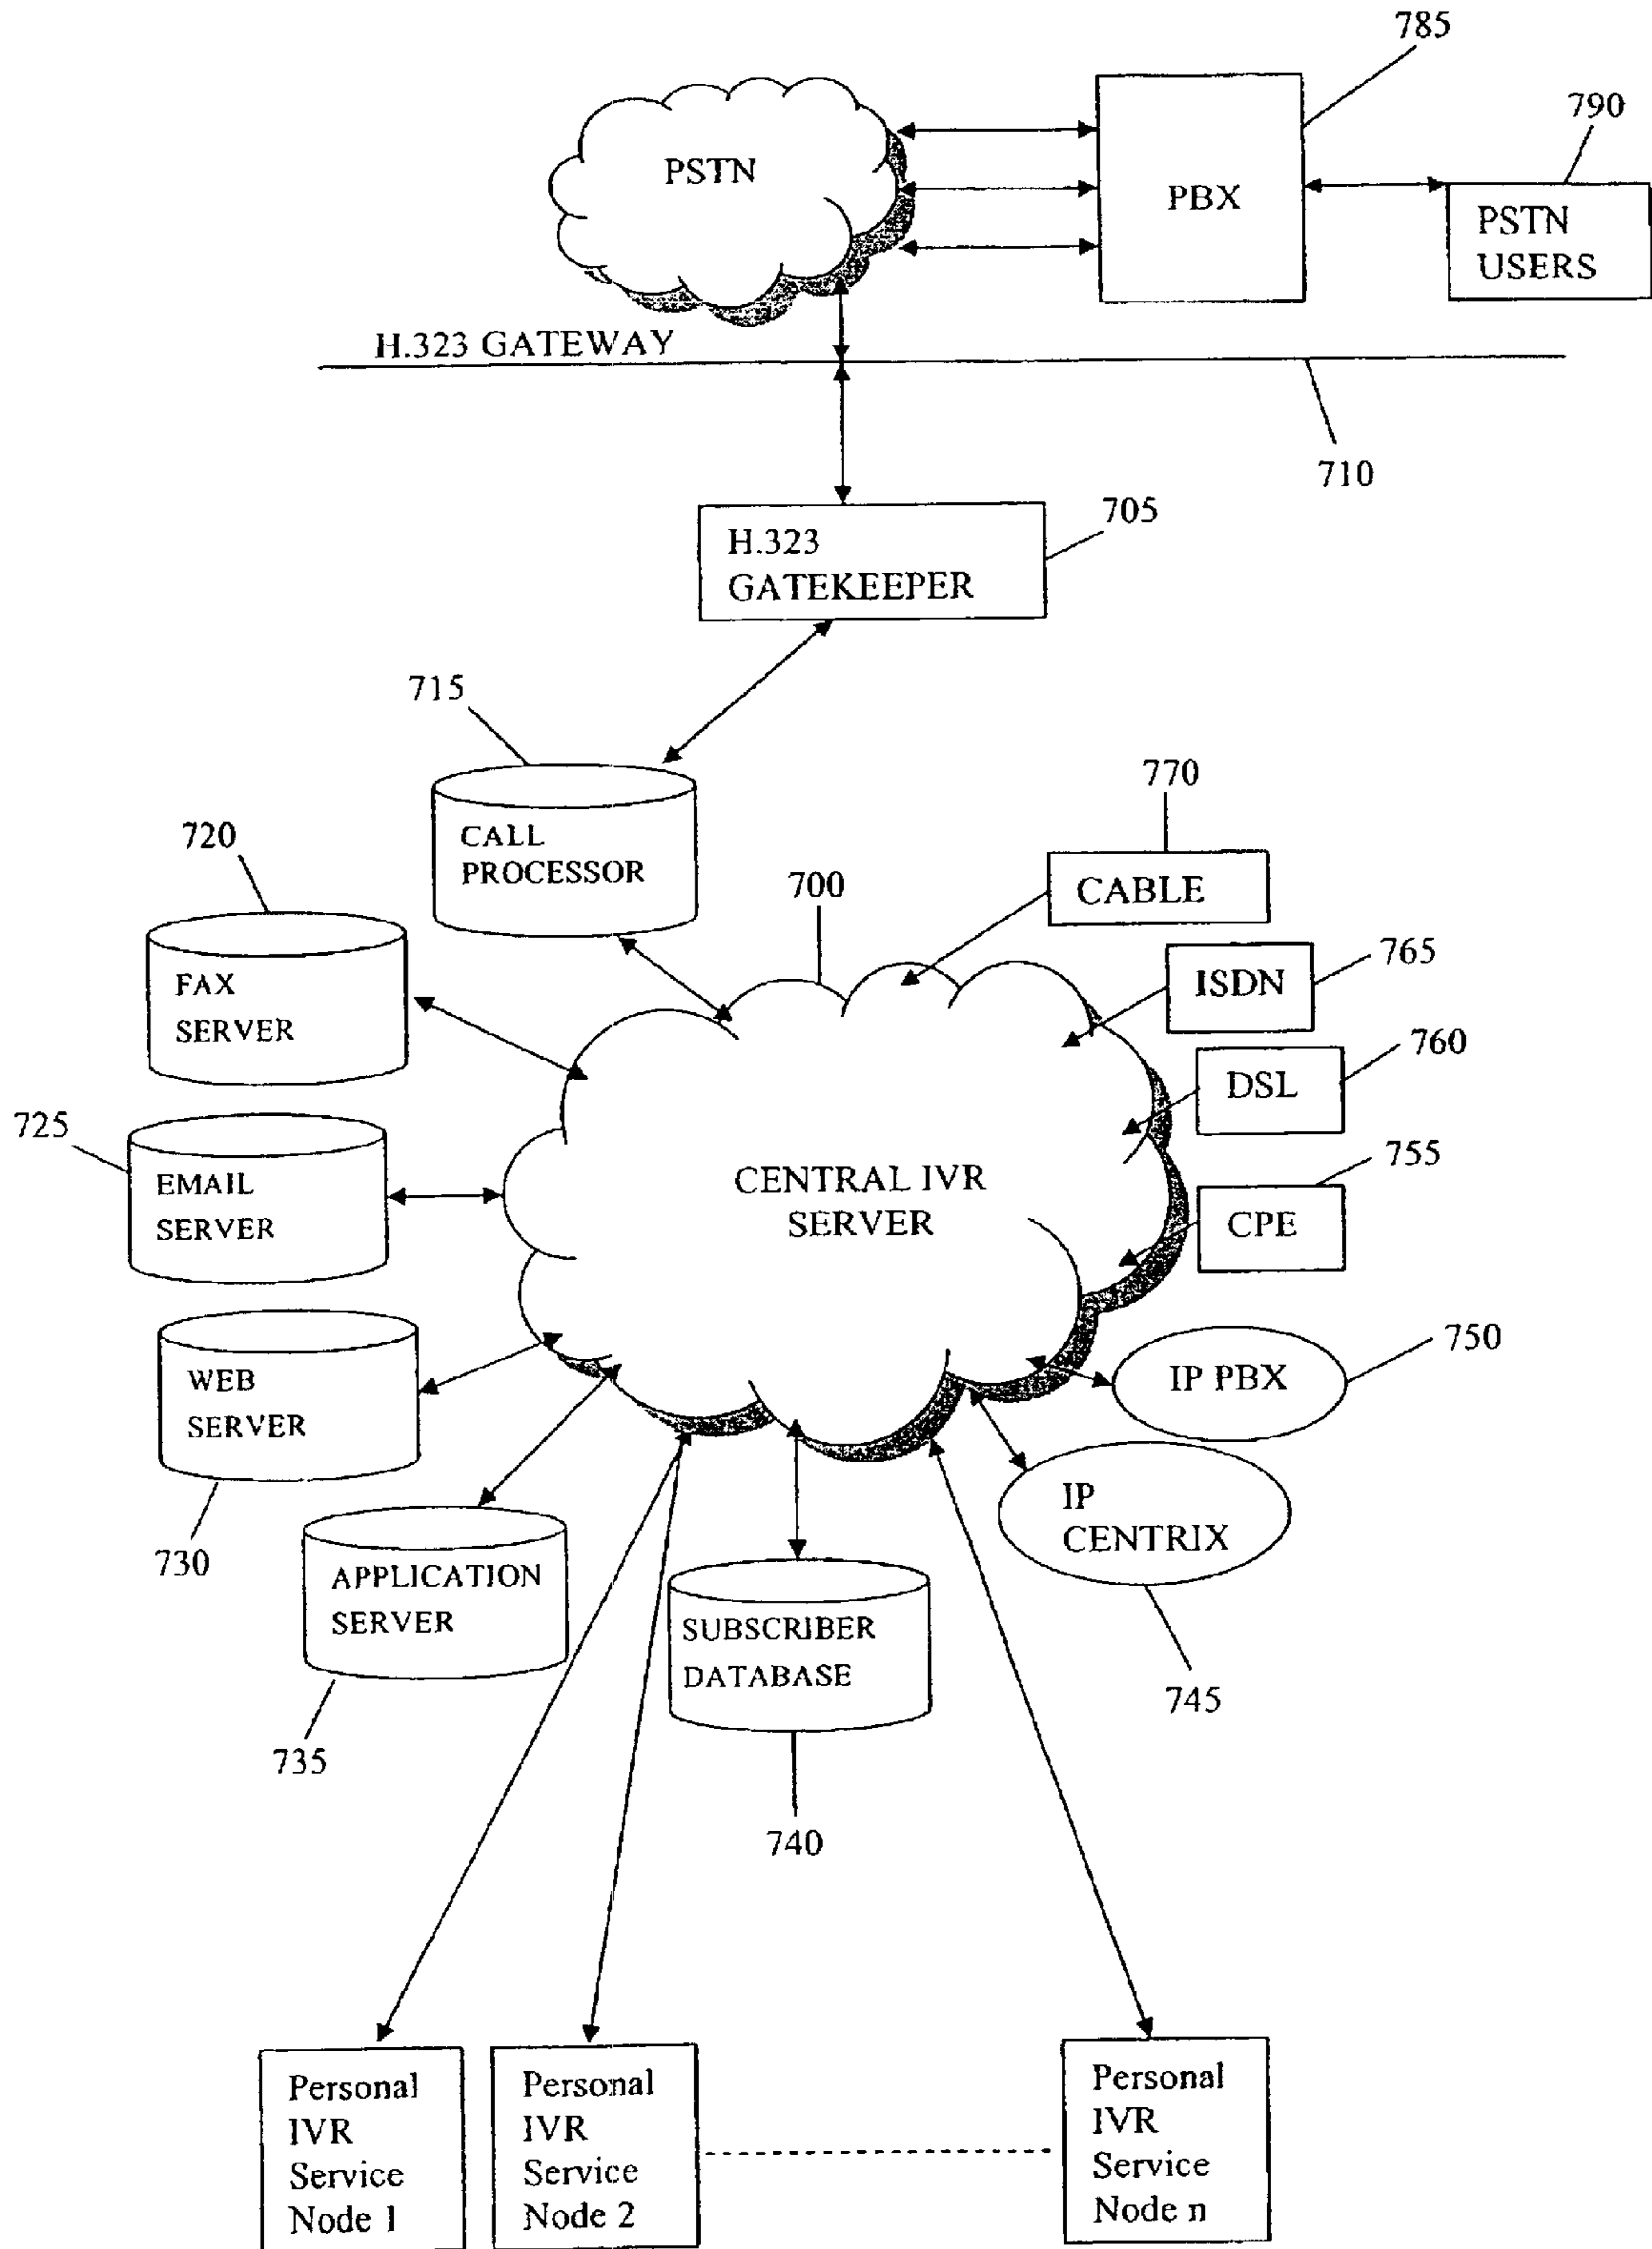 785
790
PSTN
PBX
PSTN
USERS
H.323 GATEWAY
710
705
H.323
GATEKEEPER
715
770
CALL
PROCESSOR
720
700
CABLE
765
FAX
SERVER
ISDN
760
DSL
725
EMAIL
SERVER
CENTRAL IVR
SERVER
755
CPE
750
WEB
SERVER
IP PBX
730
IP
CENTRIX
APPLICATION
SERVER
SUBSCRIBER
DATABASE
745
735
740
Personal
IVR
Service
Node 1
Personal
IVR
Service
Node 2
Personal
IVR
Service
Node n